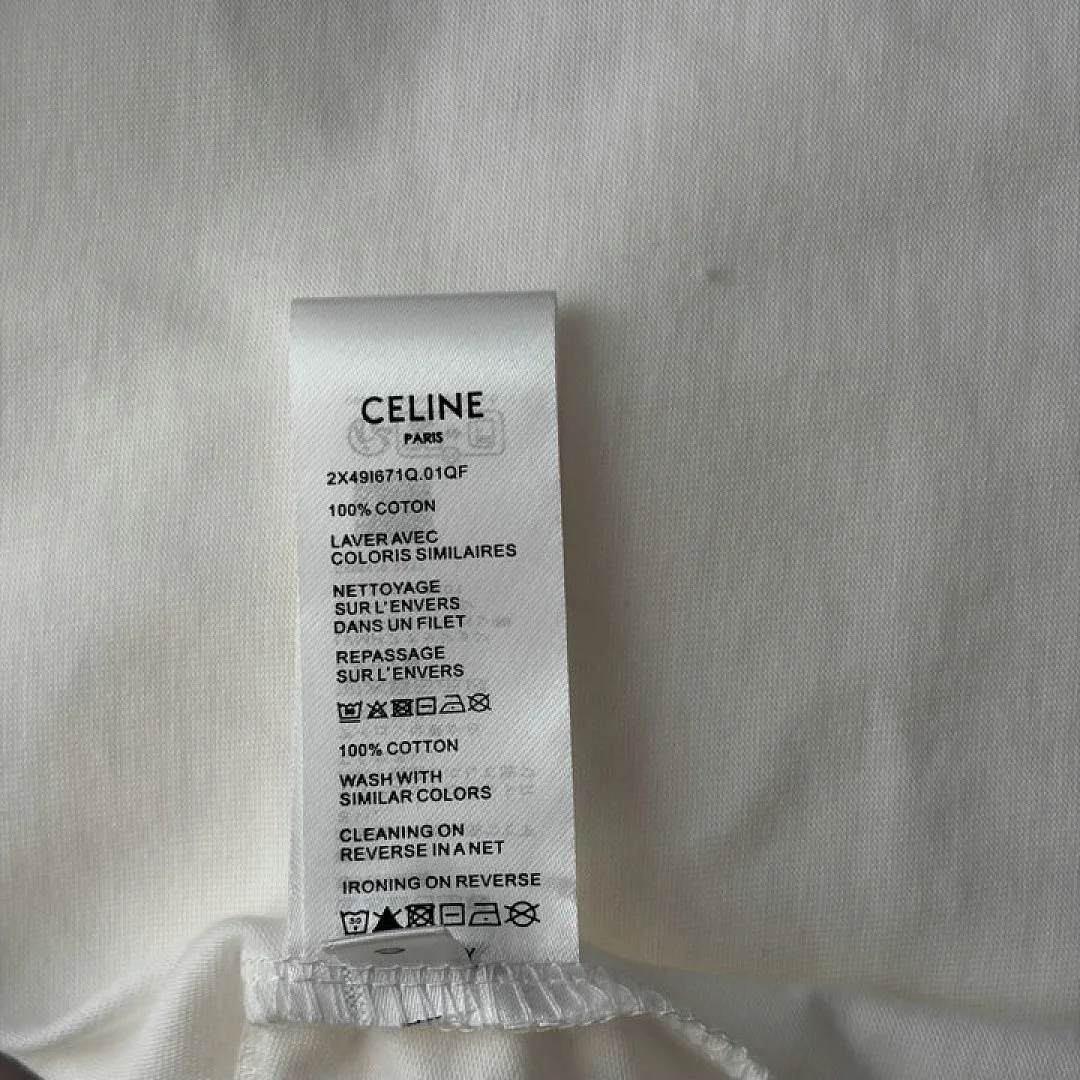 CELINE
PARIS
2X49I671Q.01QF
100% COTON
LAVER AVEC
COLORIS SIMILAIRES
NETTOYAGE
SUR L'ENVERS
DANS UN FILET
REPASSAGE
SUR L'ENVERS
100% COTTON
WASH WITH
SIMILAR COLORS
CLEANING ON
REVERSE IN A NET
IRONING ON REVERSE
30